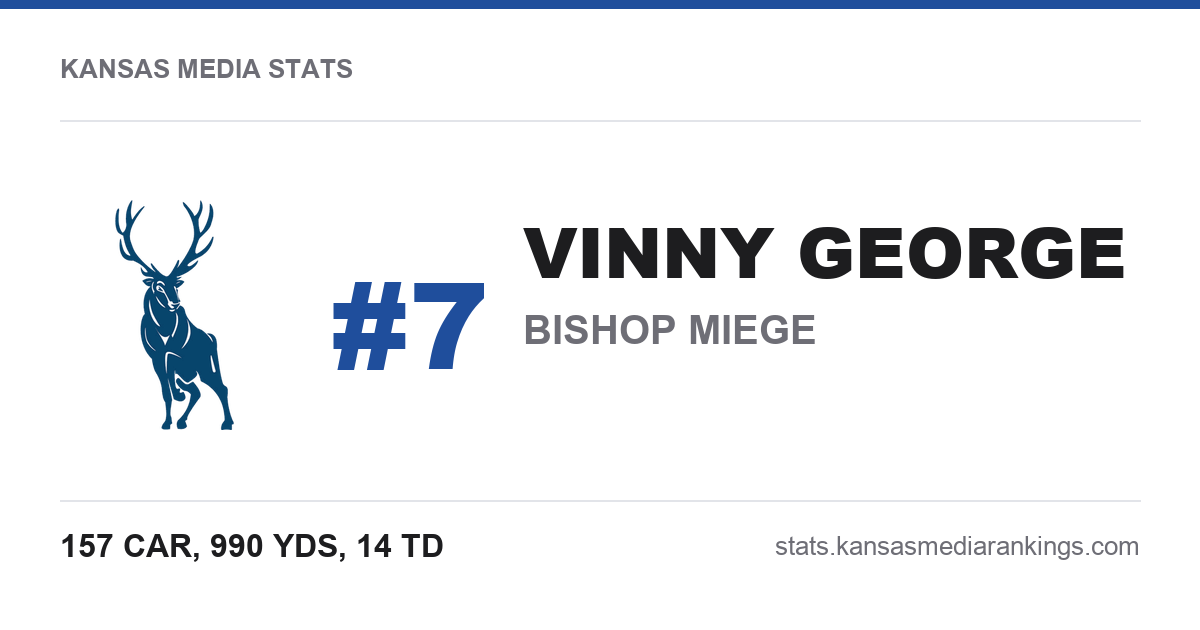 KANSAS MEDIA STATS
#7
VINNY GEORGE
BISHOP MIEGE
157 CAR, 990 YDS, 14 TD
stats.kansasmediarankings.com